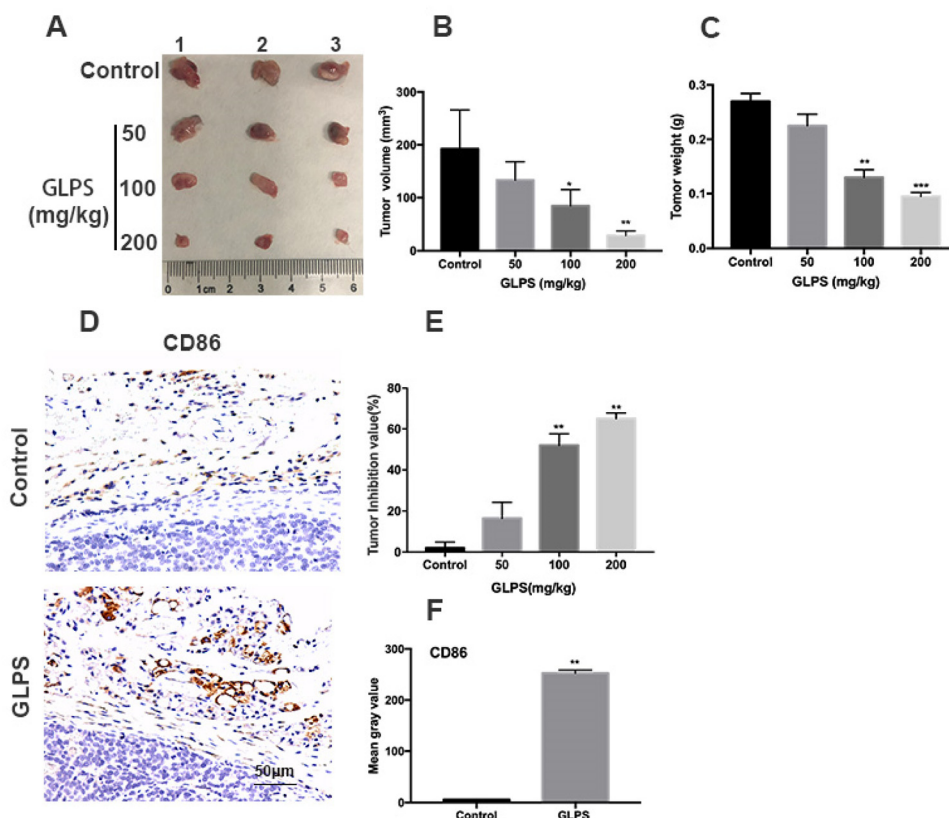 A
1 2 3
Control
50
GLPS
(mg/kg)
100
200
0 1cm 2 3 4 5 6
B
Tumor volume (mm³)
300
200
100
0
*
**
Control 50 100 200
GLPS (mg/kg)
C
Tomor weight (g)
0.3
0.2
0.1
0.0
**
***
Control 50 100 200
GLPS (mg/kg)
D
CD86
Control
GLPS
50μm
E
Tumor Inhibition value(%)
80
60
40
20
0
**
**
Control 50 100 200
GLPS(mg/kg)
F
CD86
Mean gray value
300
200
100
0
**
Control GLPS